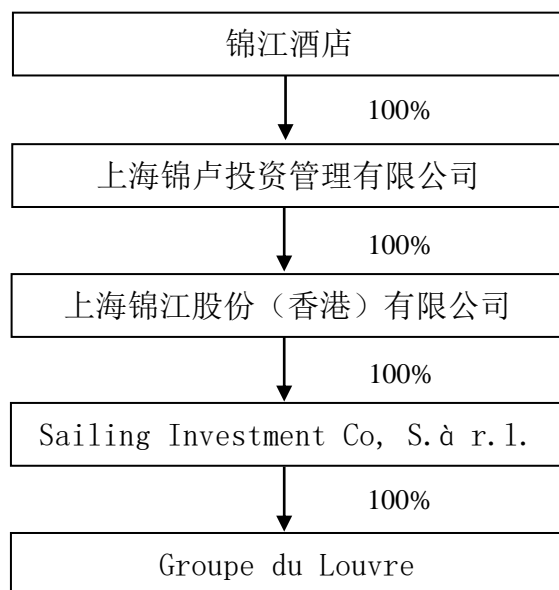 锦江酒店
100%
上海锦卢投资管理有限公司
100%
上海锦江股份（香港）有限公司
100%
Sailing Investment Co, S.à r.l.
100%
Groupe du Louvre